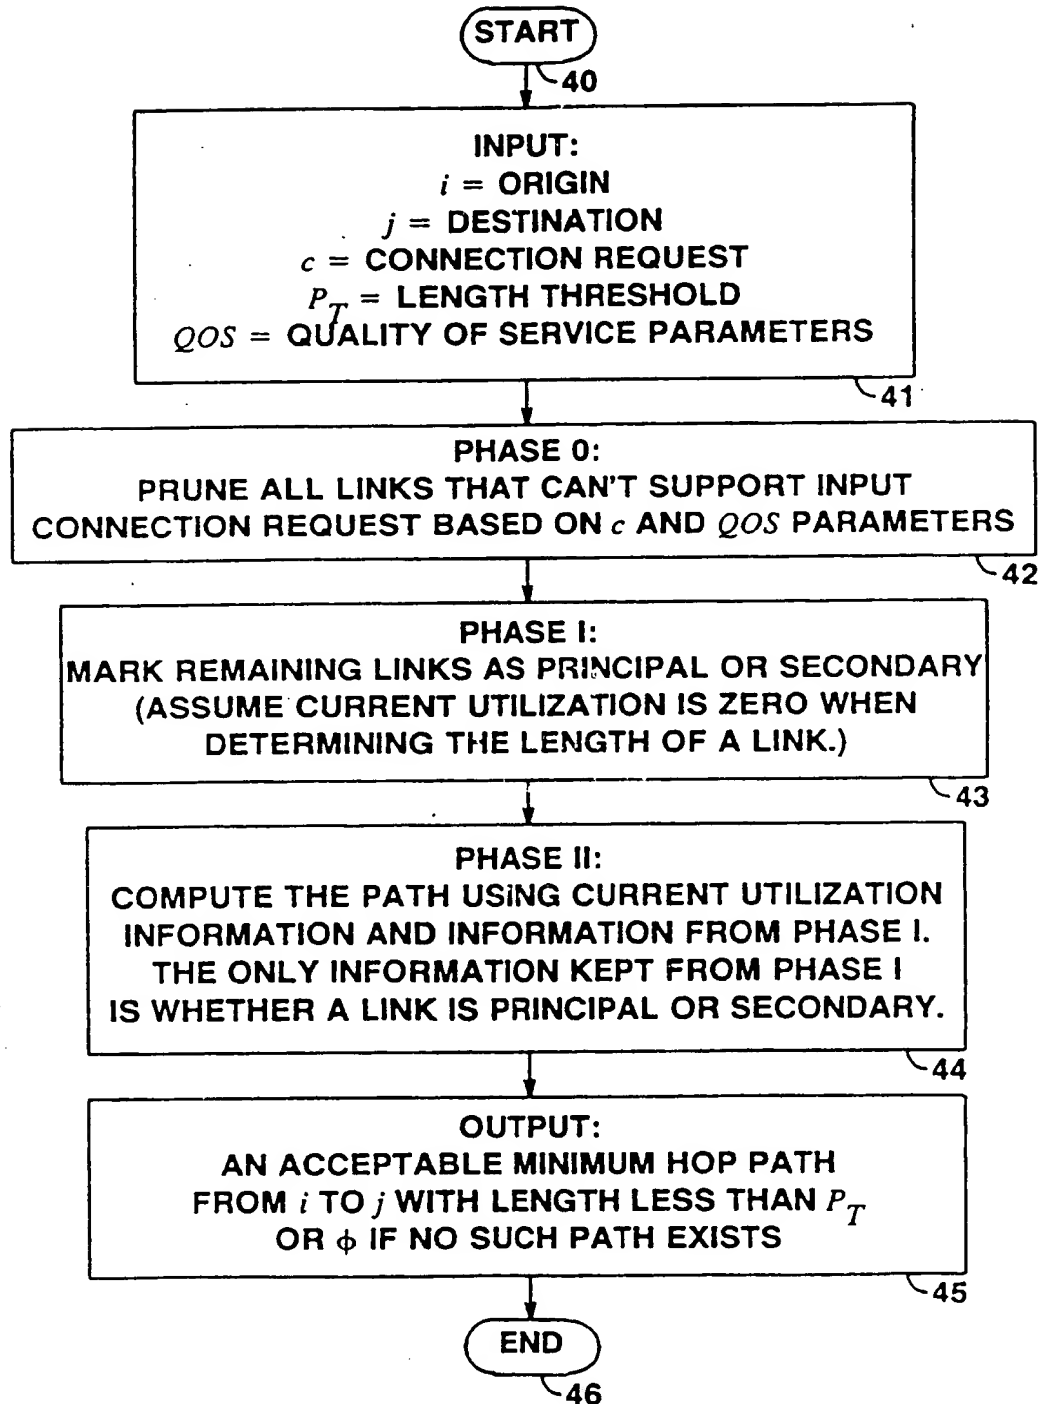 START
40
INPUT:
i = ORIGIN
j = DESTINATION
c = CONNECTION REQUEST
P_T = LENGTH THRESHOLD
QOS = QUALITY OF SERVICE PARAMETERS
41
PHASE 0:
PRUNE ALL LINKS THAT CAN'T SUPPORT INPUT
CONNECTION REQUEST BASED ON c AND QOS PARAMETERS
42
PHASE I:
MARK REMAINING LINKS AS PRINCIPAL OR SECONDARY
(ASSUME CURRENT UTILIZATION IS ZERO WHEN
DETERMINING THE LENGTH OF A LINK.)
43
PHASE II:
COMPUTE THE PATH USING CURRENT UTILIZATION
INFORMATION AND INFORMATION FROM PHASE I.
THE ONLY INFORMATION KEPT FROM PHASE I
IS WHETHER A LINK IS PRINCIPAL OR SECONDARY.
44
OUTPUT:
AN ACCEPTABLE MINIMUM HOP PATH
FROM i TO j WITH LENGTH LESS THAN P_T
OR ϕ IF NO SUCH PATH EXISTS
45
END
46